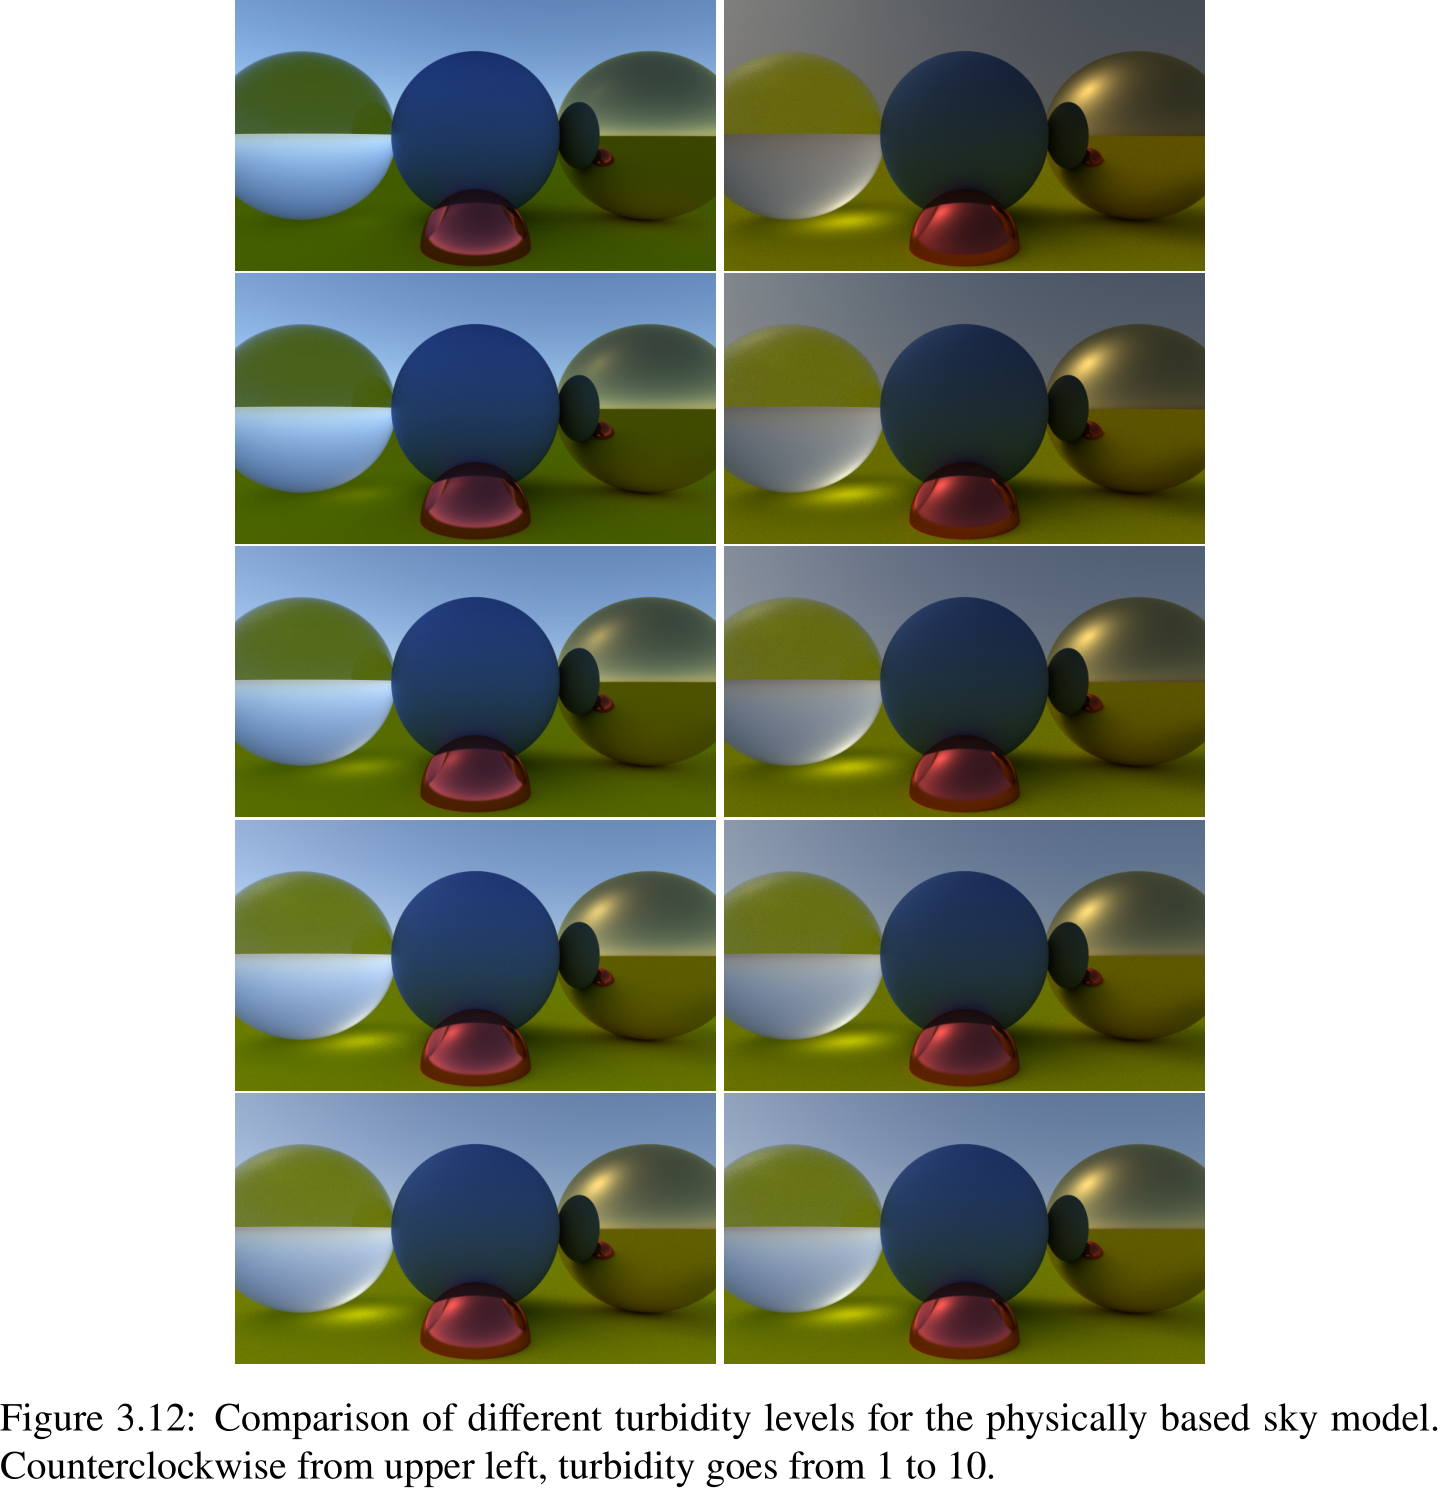 Figure 3.12: Comparison of different turbidity levels for the physically based sky model.
Counterclockwise from upper left, turbidity goes from 1 to 10.